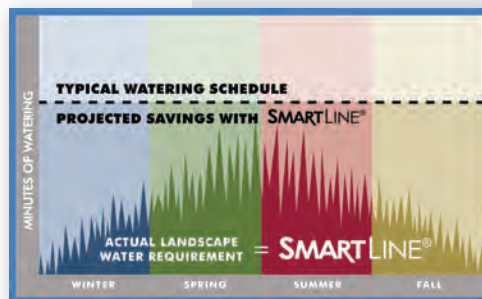 TYPICAL WATERING SCHEDULE
PROJECTED SAVINGS WITH SMARTLINE®
MINUTES OF WATERING
ACTUAL LANDSCAPE
WATER REQUIREMENT = SMARTLINE®
WINTER SPRING SUMMER FALL